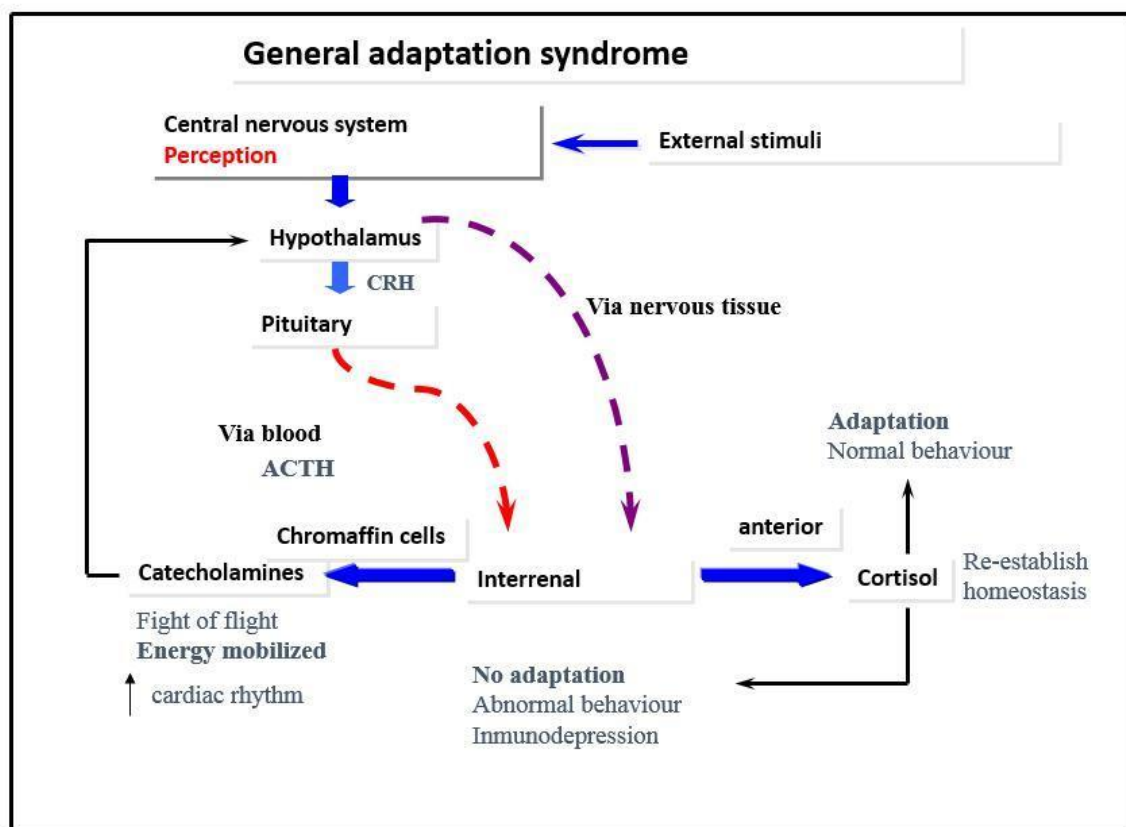 General adaptation syndrome
Central nervous system
Perception
External stimuli
Hypothalamus
CRH
Pituitary
Via nervous tissue
Via blood
ACTH
Adaptation
Normal behaviour
Chromaffin cells
anterior
Catecholamines
Interrenal
Cortisol
Re-establish
homeostasis
Fight of flight
Energy mobilized
cardiac rhythm
No adaptation
Abnormal behaviour
Inmunodepression